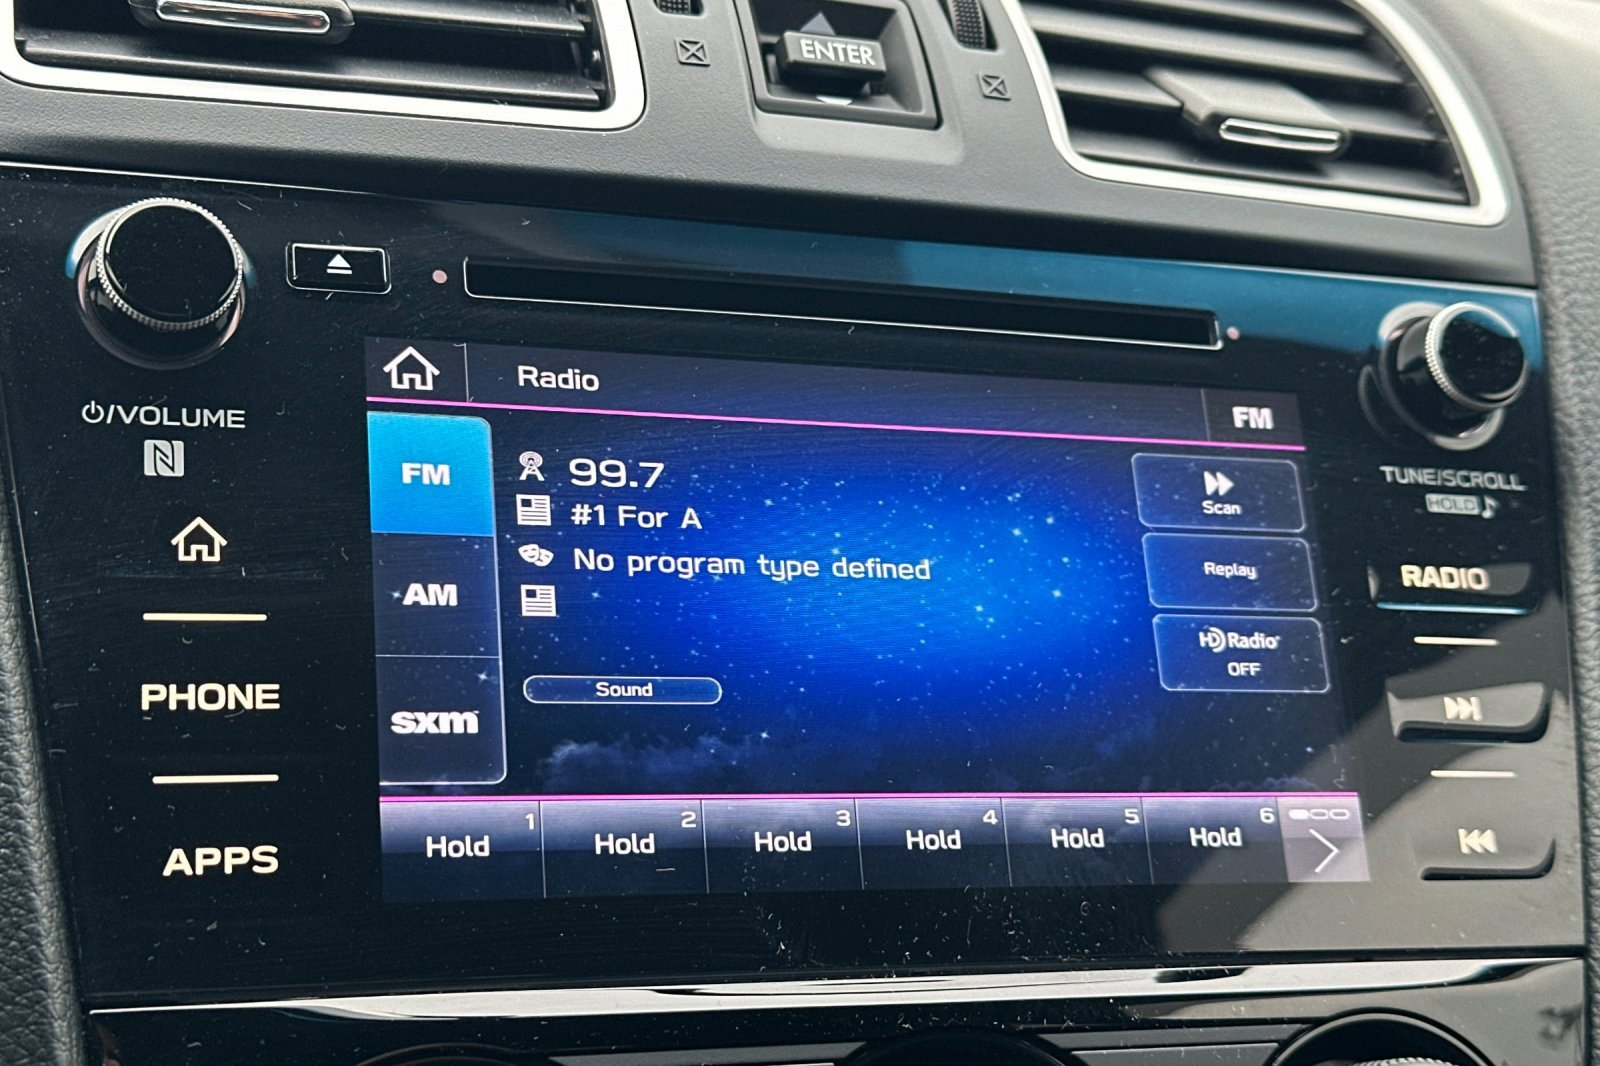 ENTER
VOLUME
PHONE
APPS
Radio
FM
FM
AM
sxm
99.7
#1 For A
No program type defined
Sound
Scan
Replay
HD Radio
OFF
1
Hold
2
Hold
3
Hold
4
Hold
5
Hold
6
Hold
TUNE/SCROLL
HOLD
RADIO